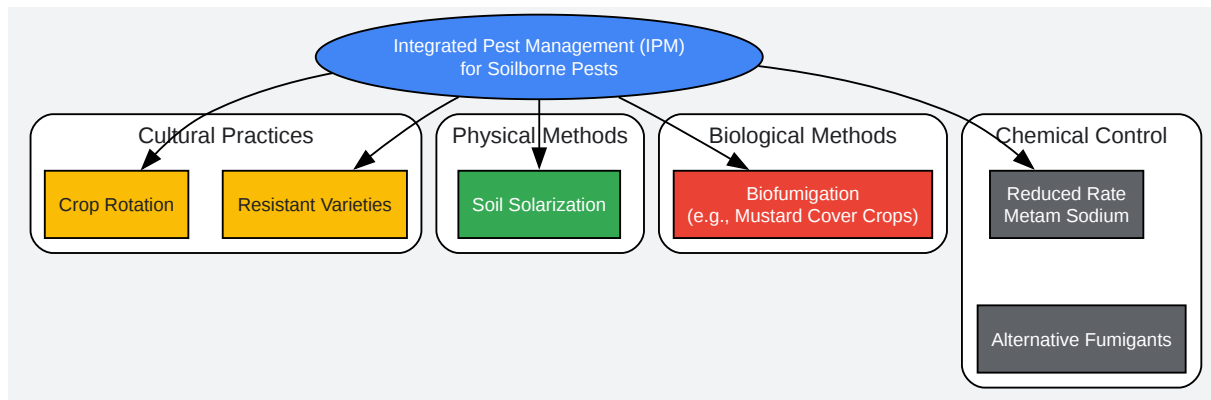 Integrated Pest Management (IPM)
for Soilborne Pests
Cultural Practices
Crop Rotation
Resistant Varieties
Physical Methods
Soil Solarization
Biological Methods
Biofumigation
(e.g., Mustard Cover Crops)
Chemical Control
Reduced Rate
Metam Sodium
Alternative Fumigants